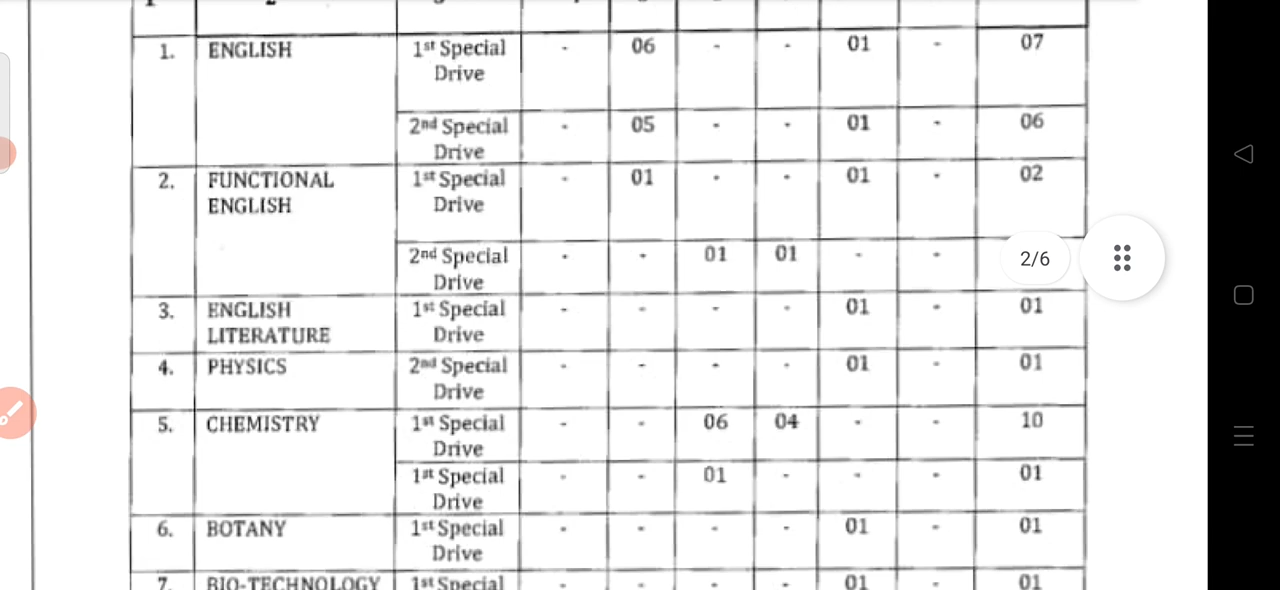 1. ENGLISH 1st Special Drive - 06 - - 01 - 07
2nd Special Drive - 05 - - 01 - 06
2. FUNCTIONAL ENGLISH 1st Special Drive - 01 - - 01 - 02
2nd Special Drive - - 01 01 - -
2/6
3. ENGLISH LITERATURE 1st Special Drive - - - - 01 - 01
4. PHYSICS 2nd Special Drive - - - - 01 - 01
5. CHEMISTRY 1st Special Drive - - 06 04 - - 10
1st Special Drive - - 01 - - - 01
6. BOTANY 1st Special Drive - - - - 01 - 01
7. BIO-TECHNOLOGY 1st Special - - - - 01 - 01